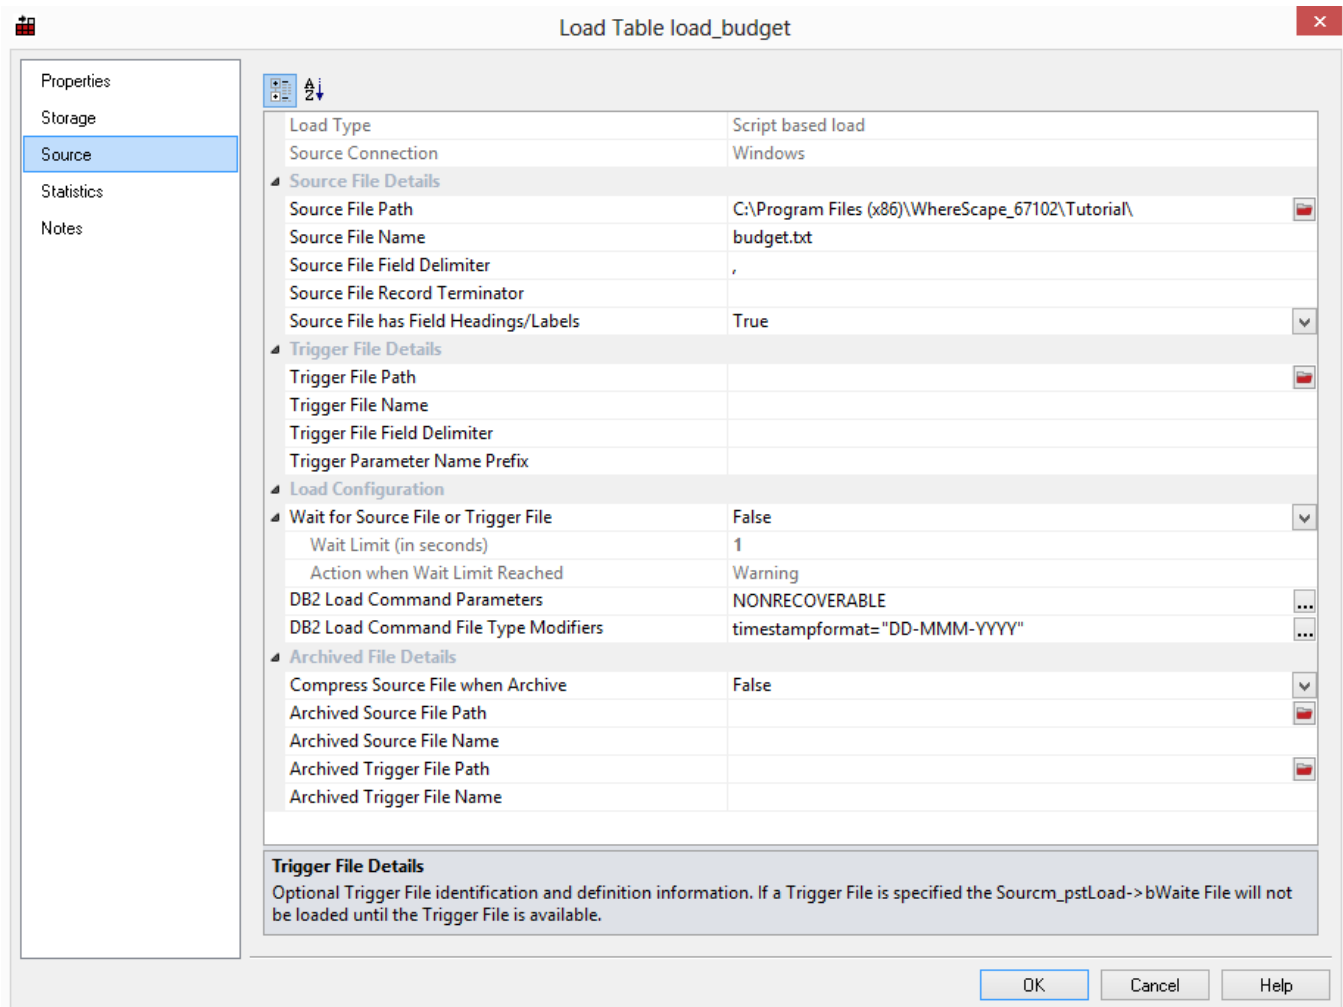 Load Table load_budget
Properties
Storage
Source
Statistics
Notes
Load Type Script based load
Source Connection Windows
Source File Details
Source File Path C:\Program Files (x86)\WhereScape_67102\Tutorial\
Source File Name budget.txt
Source File Field Delimiter ,
Source File Record Terminator
Source File has Field Headings/Labels True
Trigger File Details
Trigger File Path
Trigger File Name
Trigger File Field Delimiter
Trigger Parameter Name Prefix
Load Configuration
Wait for Source File or Trigger File False
Wait Limit (in seconds) 1
Action when Wait Limit Reached Warning
DB2 Load Command Parameters NONRECOVERABLE ...
DB2 Load Command File Type Modifiers timestampformat="DD-MMM-YYYY" ...
Archived File Details
Compress Source File when Archive False
Archived Source File Path
Archived Source File Name
Archived Trigger File Path
Archived Trigger File Name
Trigger File Details
Optional Trigger File identification and definition information. If a Trigger File is specified the Sourcm_pstLoad->bWaite File will not
be loaded until the Trigger File is available.
OK Cancel Help